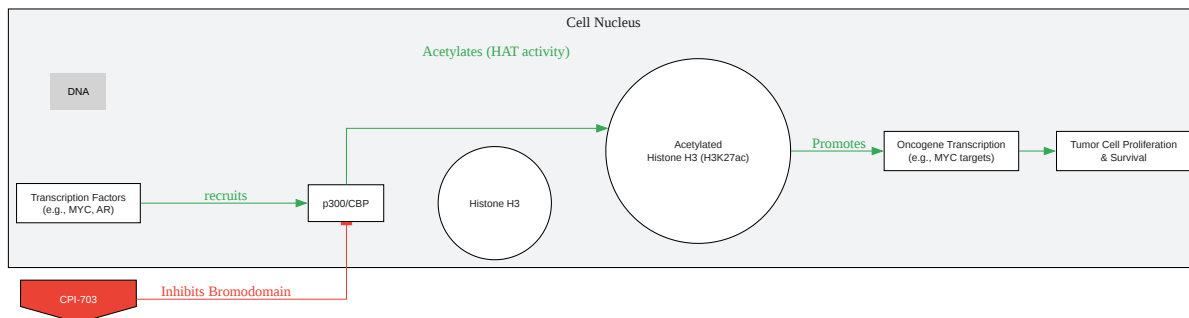 Cell Nucleus
Acetylates (HAT activity)
DNA
Acetylated
Histone H3 (H3K27ac)
Promotes
Oncogene Transcription
(e.g., MYC targets)
Tumor Cell Proliferation
& Survival
Transcription Factors
(e.g., MYC, AR)
recruits
p300/CBP
Histone H3
CPI-703
Inhibits Bromodomain